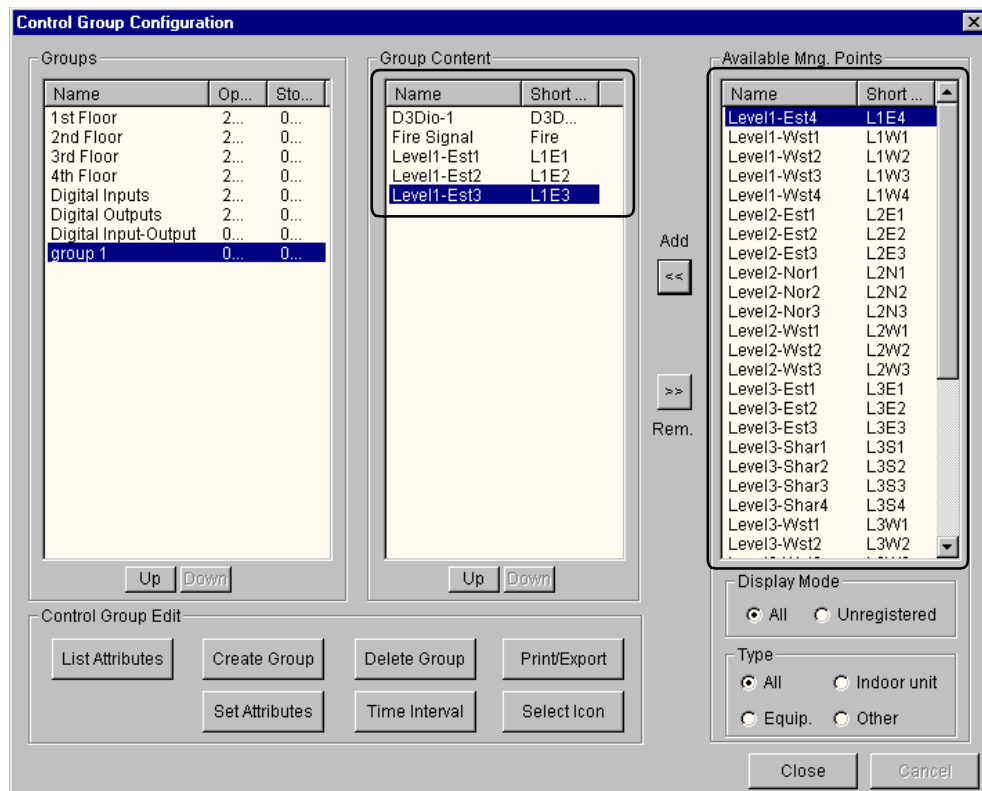 Control Group Configuration
Groups
Name Op... Sto...
1st Floor 2... 0...
2nd Floor 2... 0...
3rd Floor 2... 0...
4th Floor 2... 0...
Digital Inputs 2... 0...
Digital Outputs 2... 0...
Digital Input-Output 0... 0...
group 1 0... 0...
Up Down
Group Content
Name Short ...
D3Dio-1 D3D...
Fire Signal Fire
Level1-Est1 L1E1
Level1-Est2 L1E2
Level1-Est3 L1E3
Up Down
Add
<<
>>
Rem.
Available Mng. Points
Name Short ...
Level1-Est4 L1E4
Level1-Wst1 L1W1
Level1-Wst2 L1W2
Level1-Wst3 L1W3
Level1-Wst4 L1W4
Level2-Est1 L2E1
Level2-Est2 L2E2
Level2-Est3 L2E3
Level2-Nor1 L2N1
Level2-Nor2 L2N2
Level2-Nor3 L2N3
Level2-Wst1 L2W1
Level2-Wst2 L2W2
Level2-Wst3 L2W3
Level3-Est1 L3E1
Level3-Est2 L3E2
Level3-Est3 L3E3
Level3-Shar1 L3S1
Level3-Shar2 L3S2
Level3-Shar3 L3S3
Level3-Shar4 L3S4
Level3-Wst1 L3W1
Level3-Wst2 L3W2
Display Mode
All Unregistered
Type
All Indoor unit
Equip. Other
Control Group Edit
List Attributes Create Group Delete Group Print/Export
Set Attributes Time Interval Select Icon
Close Cancel